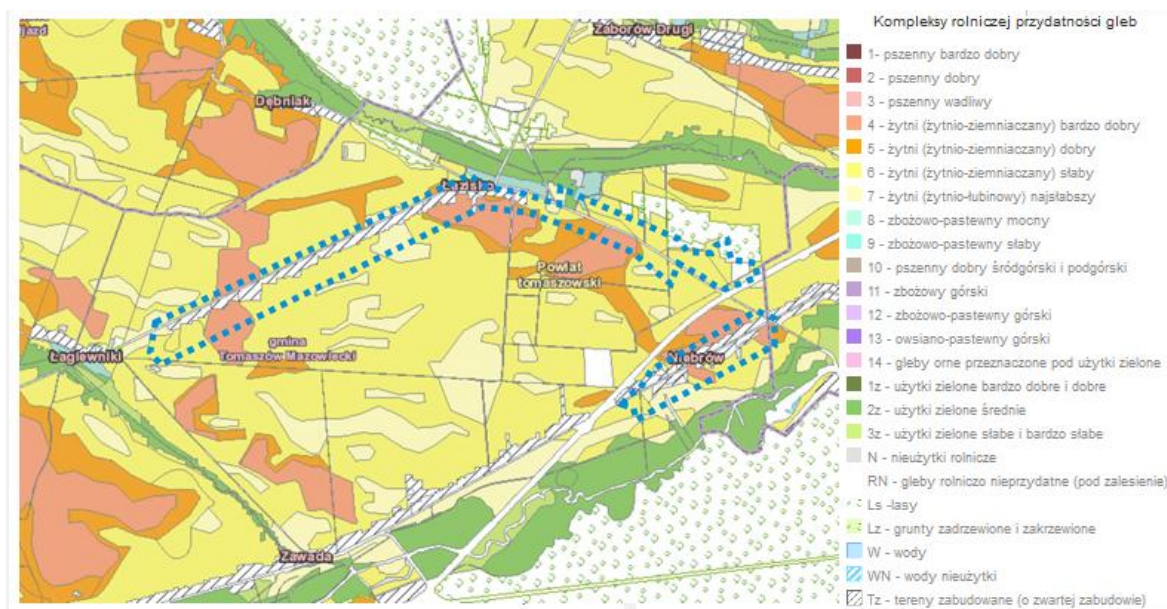 Zaborów Drugi
Dębniak
Łazisko
Powiat
tomaszowski
gmina
Tomaszów Mazowiecki
Łagiewniki
Niebrów
Zawada
Kompleksy rolniczej przydatności gleb
1- pszenny bardzo dobry
2 - pszenny dobry
3 - pszenny wadliwy
4 - żytni (żytnio-ziemniaczany) bardzo dobry
5 - żytni (żytnio-ziemniaczany) dobry
6 - żytni (żytnio-ziemniaczany) słaby
7 - żytni (żytnio-łubinowy) najsłabszy
8 - zbożowo-pastewny mocny
9 - zbożowo-pastewny słaby
10 - pszenny dobry śródgórski i podgórski
11 - zbożowy górski
12 - zbożowo-pastewny górski
13 - owsiano-pastewny górski
14 - gleby orne przeznaczone pod użytki zielone
1z - użytki zielone bardzo dobre i dobre
2z - użytki zielone średnie
3z - użytki zielone słabe i bardzo słabe
N - nieużytki rolnicze
RN - gleby rolniczo nieprzydatne (pod zalesienie)
Ls -lasy
Lz - grunty zadrzewione i zakrzewione
W - wody
WN - wody nieużytki
Tz - tereny zabudowane (o zwartej zabudowie)